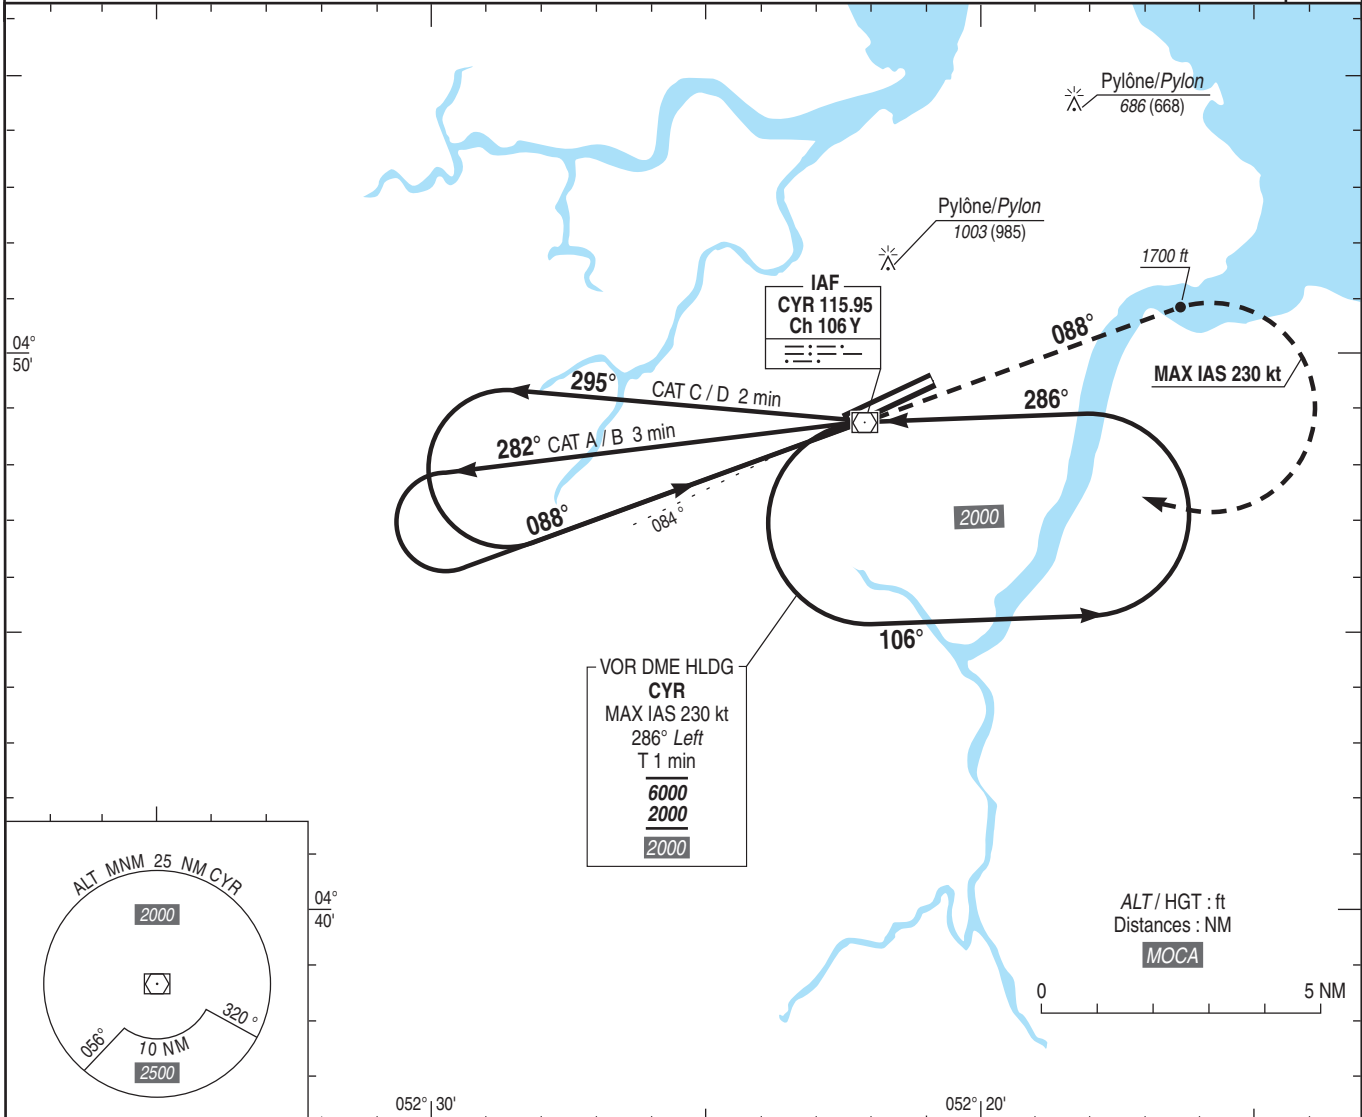 Pylône/Pylon
686 (668)
Pylône/Pylon
1003 (985)
1700 ft
IAF
CYR 115.95
Ch 106 Y
04°
50'
088°
MAX IAS 230 kt
295°
CAT C / D 2 min
286°
282° CAT A / B 3 min
088°
084°
2000
106°
VOR DME HLDG
CYR
MAX IAS 230 kt
286° Left
T 1 min
6000
2000
2000
ALT MNM 25 NM CYR
2000
056°
320°
10 NM
2500
04°
40'
ALT / HGT : ft
Distances : NM
MOCA
0
5 NM
052° 30'
052° 20'